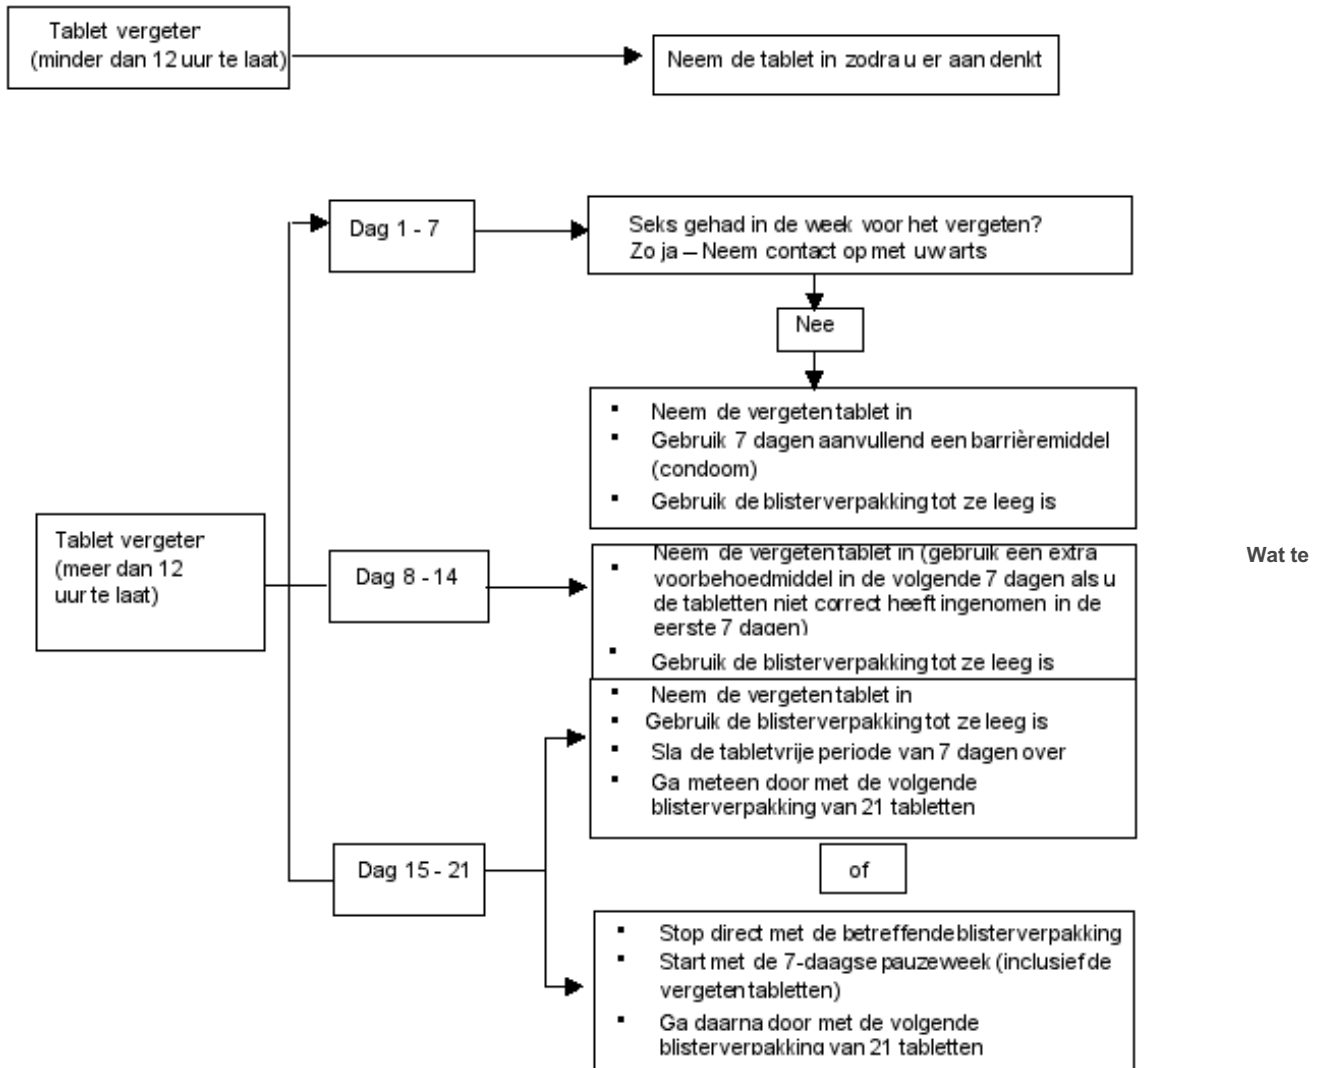 Tablet vergeten
(minder dan 12 uur te laat)
Neem de tablet in zodra u er aan denkt
Dag 1 - 7
Seks gehad in de week voor het vergeten?
Zo ja – Neem contact op met uw arts
Nee
▪ Neem de vergeten tablet in
▪ Gebruik 7 dagen aanvullend een barrièremiddel
(condoom)
▪ Gebruik de blisterverpakking tot ze leeg is
Tablet vergeten
(meer dan 12
uur te laat)
Dag 8 - 14
▪ Neem de vergeten tablet in (gebruik een extra
voorbehoedmiddel in de volgende 7 dagen als u
de tabletten niet correct heeft ingenomen in de
eerste 7 dagen)
▪ Gebruik de blisterverpakking tot ze leeg is
Wat te
▪ Neem de vergeten tablet in
▪ Gebruik de blisterverpakking tot ze leeg is
▪ Sla de tabletvrije periode van 7 dagen over
▪ Ga meteen door met de volgende
blisterverpakking van 21 tabletten
Dag 15 - 21
of
▪ Stop direct met de betreffende blisterverpakking
▪ Start met de 7-daagse pauzeweek (inclusief de
vergeten tabletten)
▪ Ga daarna door met de volgende
blisterverpakking van 21 tabletten